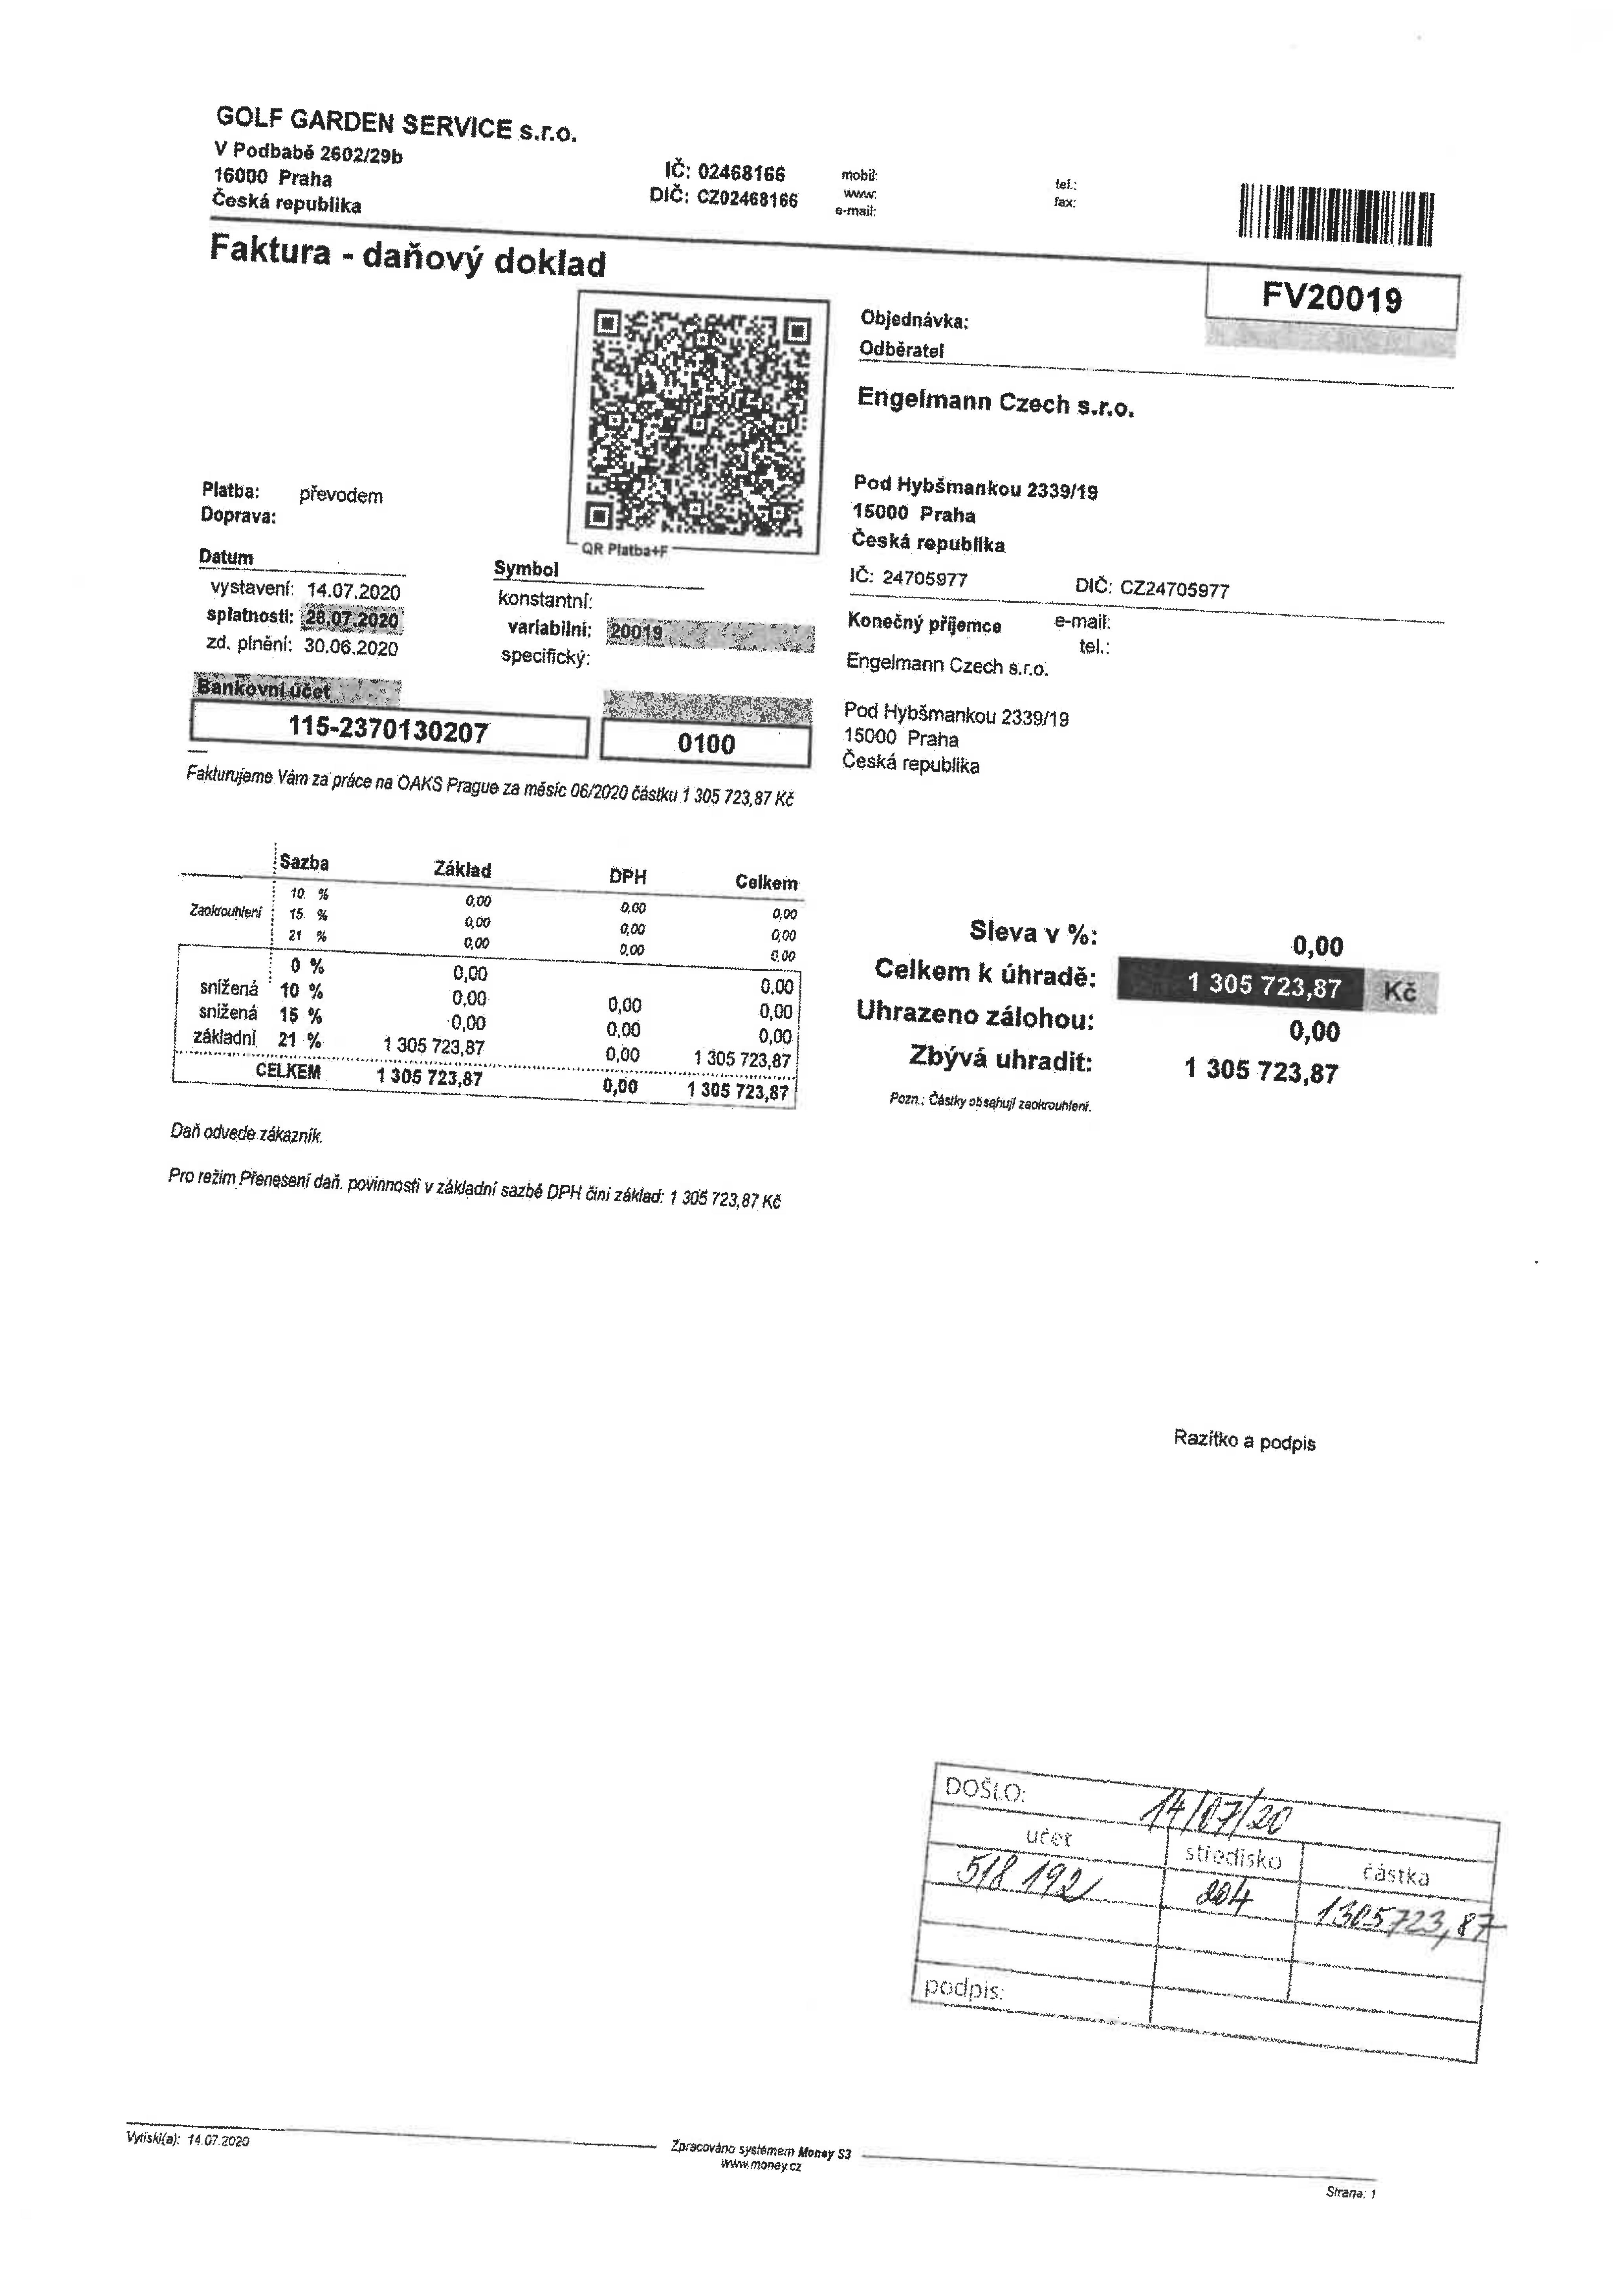 GOLF GARDEN SERVICE s.r.o.
V Podbabě 2602/29b
16000 Praha
Česká republika
IČ: 02468166
DIČ: CZ02468166
mobil:
www:
e-mail:
tel.:
fax:
Faktura - daňový doklad
FV20019
QR Platba+F
Objednávka:
Odběratel
Engelmann Czech s.r.o.
Pod Hybšmankou 2339/19
15000 Praha
Česká republika
IČ: 24705977 DIČ: CZ24705977
Platba: převodem
Doprava:
Datum
vystavení: 14.07.2020
splatnosti: 28.07.2020
zd. plnění: 30.06.2020
Symbol
konstantní:
variabilní: 20019
specifický:
Konečný příjemce
e-mail:
tel.:
Engelmann Czech s.r.o.
Pod Hybšmankou 2339/19
15000 Praha
Česká republika
Bankovní účet
115-2370130207 0100
Fakturujeme Vám za práce na OAKS Prague za měsíc 06/2020 částku 1 305 723,87 Kč
Sazba Základ DPH Celkem
10 % 0,00 0,00 0,00
Zaokrouhlení 15 % 0,00 0,00 0,00
21 % 0,00 0,00 0,00
0 % 0,00 0,00
snížená 10 % 0,00 0,00 0,00
snížená 15 % 0,00 0,00 0,00
základní 21 % 1 305 723,87 0,00 1 305 723,87
CELKEM 1 305 723,87 0,00 1 305 723,87
Sleva v %: 0,00
Celkem k úhradě: 1 305 723,87 Kč
Uhrazeno zálohou: 0,00
Zbývá uhradit: 1 305 723,87
Pozn.: Částky obsahují zaokrouhlení.
Daň odvede zákazník.
Pro režim Přenesení daň. povinnosti v základní sazbě DPH činí základ: 1 305 723,87 Kč
Razítko a podpis
DOŠLO: 14/07/20
učet středisko částka
518 192 204 1305723,87
podpis:
Vytiskl(a): 14.07.2020
Zpracováno systémem Money S3
www.money.cz
Strana: 1